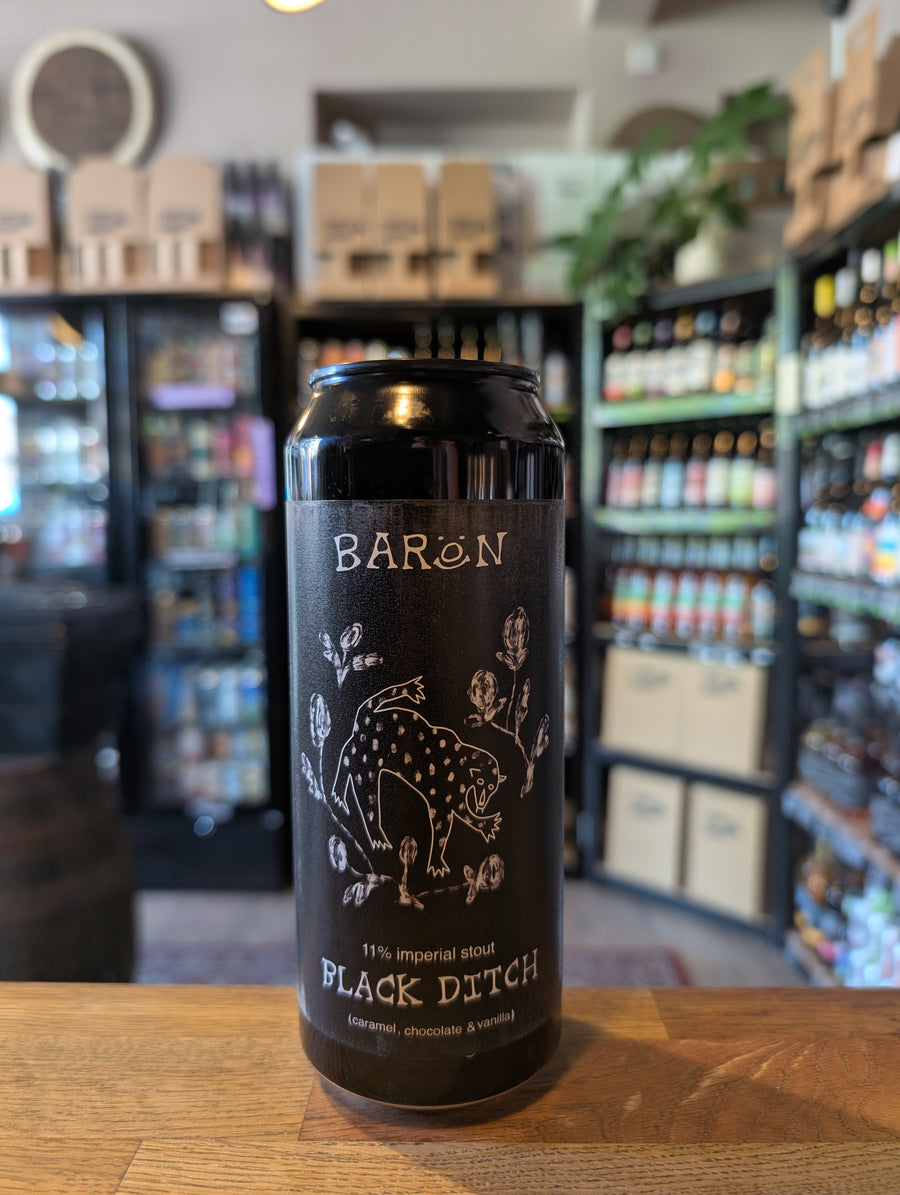 BARÖN
11% imperial stout
BLACK DITCH
(caramel, chocolate & vanilla)